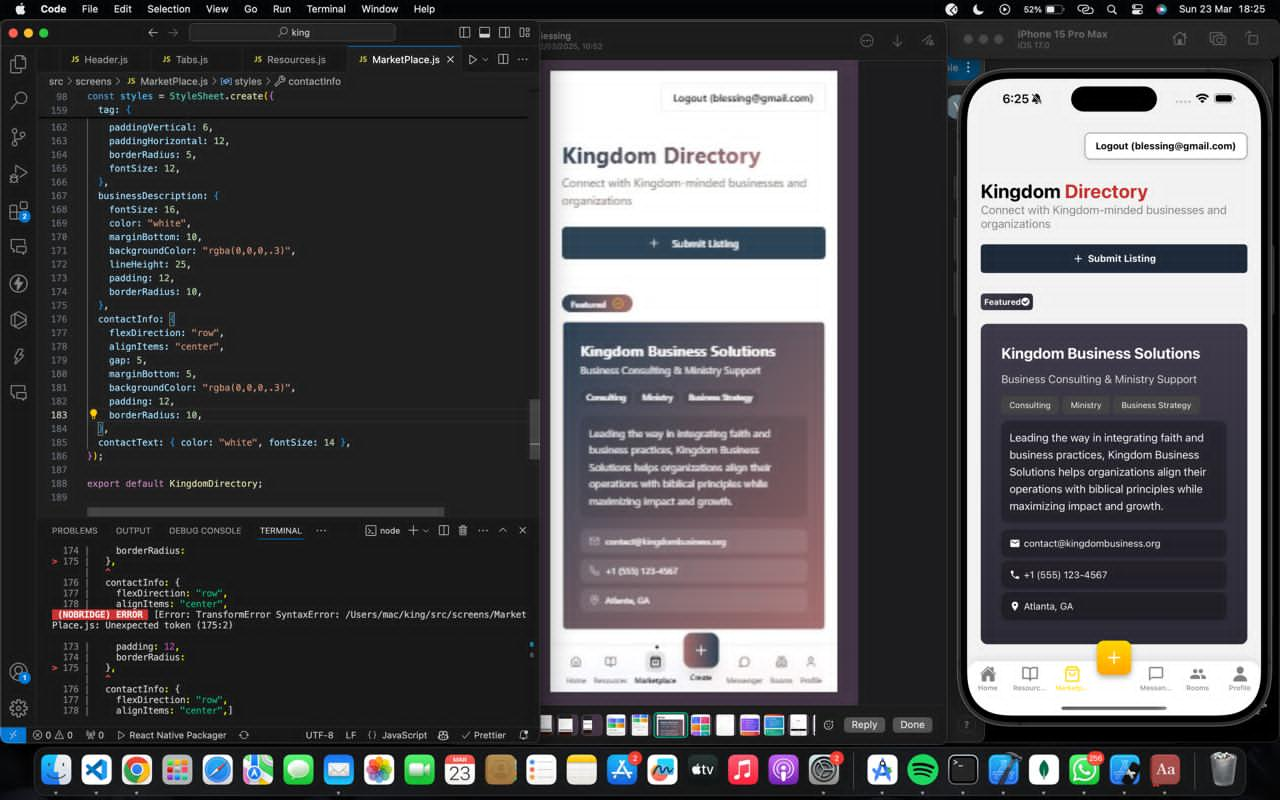 Code File Edit Selection View Go Run Terminal Window Help
52%
Sun 23 Mar 18:25
king
JS Header.js
JS Tabs.js
JS Resources.js
JS MarketPlace.js
src > screens > JS MarketPlace.js > styles > contactInfo
98 const styles = StyleSheet.create({
159 tag: {
162 paddingVertical: 6,
163 paddingHorizontal: 12,
164 borderRadius: 5,
165 fontSize: 12,
166 },
167 businessDescription: {
168 fontSize: 16,
169 color: "white",
170 marginBottom: 10,
171 backgroundColor: "rgba(0,0,0,.3)",
172 lineHeight: 25,
173 padding: 12,
174 borderRadius: 10,
175 },
176 contactInfo: {
177 flexDirection: "row",
178 alignItems: "center",
179 gap: 5,
180 marginBottom: 5,
181 backgroundColor: "rgba(0,0,0,.3)",
182 padding: 12,
183 borderRadius: 10,
184 },
185 contactText: { color: "white", fontSize: 14 },
186 });
187
188 export default KingdomDirectory;
189
PROBLEMS OUTPUT DEBUG CONSOLE TERMINAL ··· node
174 | borderRadius:
> 175 | },
| ^
176 | contactInfo: {
177 | flexDirection: "row",
178 | alignItems: "center",
(NOBRIDGE) ERROR [Error: TransformError SyntaxError: /Users/mac/king/src/screens/Market
Place.js: Unexpected token (175:2)
173 | padding: 12,
174 | borderRadius:
> 175 | },
| ^
176 | contactInfo: {
177 | flexDirection: "row",
178 | alignItems: "center",]
2
1
0 0 0 React Native Packager UTF-8 LF {} JavaScript Prettier
lessing
/03/2025, 10:52
Logout (blessing@gmail.com)
Kingdom Directory
Connect with Kingdom-minded businesses and
organizations
+ Submit Listing
Featured
Kingdom Business Solutions
Business Consulting & Ministry Support
Consulting Ministry Business Strategy
Leading the way in integrating faith and
business practices, Kingdom Business
Solutions helps organizations align their
operations with biblical principles while
maximizing impact and growth.
contact@kingdombusiness.org
+1 (555) 123-4567
Atlanta, GA
+
Home Resources Marketplace Create Messenger Rooms Profile
Reply Done
iPhone 15 Pro Max
iOS 17.0
6:25
Logout (blessing@gmail.com)
Kingdom Directory
Connect with Kingdom-minded businesses and
organizations
+ Submit Listing
Featured
Kingdom Business Solutions
Business Consulting & Ministry Support
Consulting Ministry Business Strategy
Leading the way in integrating faith and
business practices, Kingdom Business
Solutions helps organizations align their
operations with biblical principles while
maximizing impact and growth.
contact@kingdombusiness.org
+1 (555) 123-4567
Atlanta, GA
+
Home Resourc... Marketp... Messen... Rooms Profile
?
MAR
23
2
tv
2
256
Aa